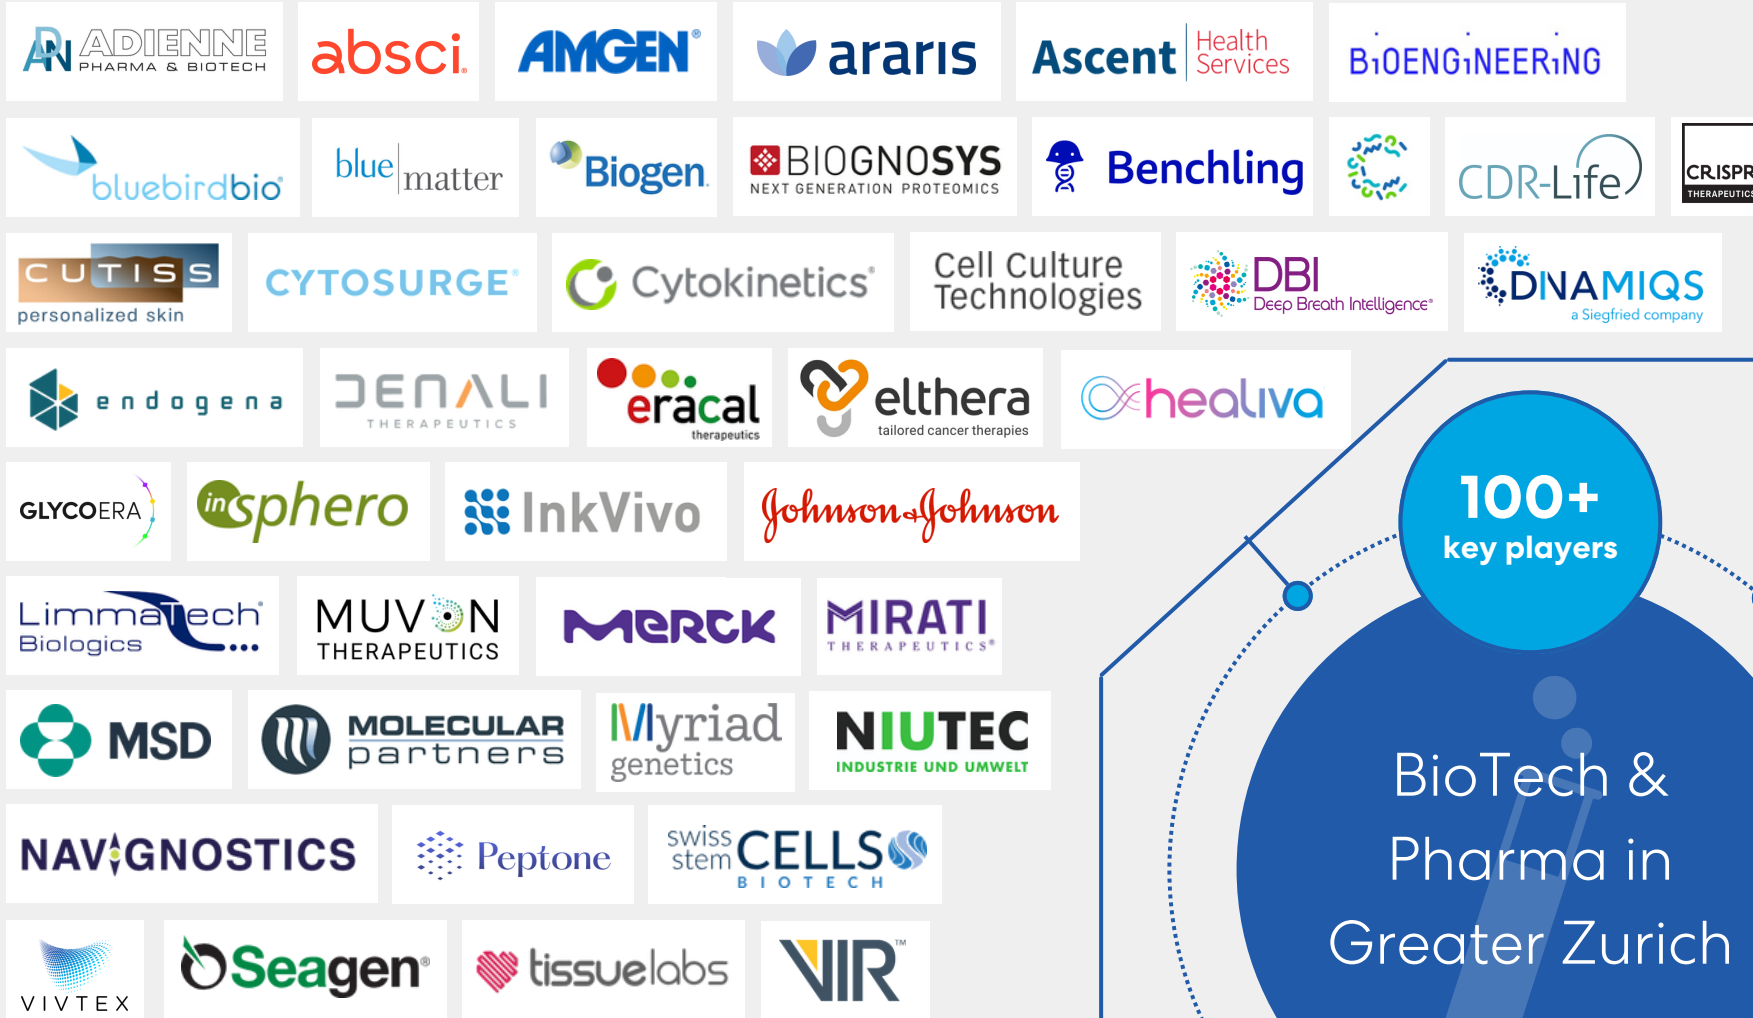 ADN ADIENNE
PHARMA & BIOTECH
absci.
AMGEN®
araris
Ascent Health
Services
BiOENGiNEERiNG
bluebirdbio®
blue matter
Biogen.
BIOGNOSYS
NEXT GENERATION PROTEOMICS
Benchling
C
CDR-Life
CRISPR
THERAPEUTICS
CUTISS
personalized skin
CYTOSURGE®
Cytokinetics®
Cell Culture
Technologies
DBI
Deep Breath Intelligence®
DNAMIQS
a Siegfried company
endogena
DENALI
THERAPEUTICS
eracal
therapeutics
elthera
tailored cancer therapies
healiva
GLYCOERA
insphero
InkVivo
Johnson&Johnson
LimmaTech®
Biologics
MUVON
THERAPEUTICS
MERCK
MIRATI
THERAPEUTICS®
MSD
MOLECULAR
partners
Myriad
genetics
NIUTEC
INDUSTRIE UND UMWELT
NAVIGNOSTICS
Peptone
swiss
stem CELLS
BIOTECH
VIVTEX
Seagen®
tissuelabs
VIR™
100+
key players
BioTech &
Pharma in
Greater Zurich